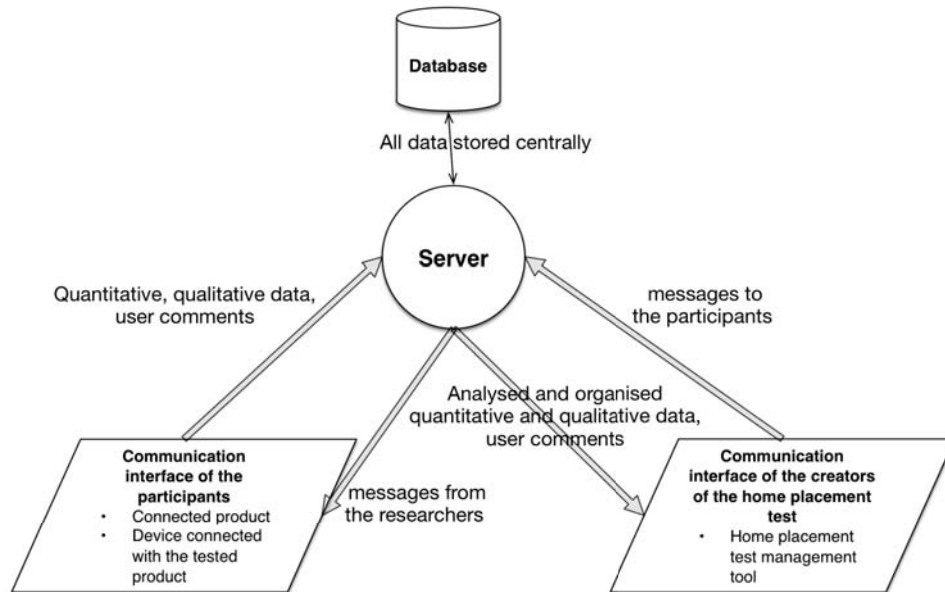 Database
All data stored centrally
Server
Quantitative, qualitative data,
user comments
messages to
the participants
Analysed and organised
quantitative and qualitative data,
user comments
messages from
the researchers
Communication
interface of the
participants
• Connected product
• Device connected
with the tested
product
Communication
interface of the creators
of the home placement
test
• Home placement
test management
tool